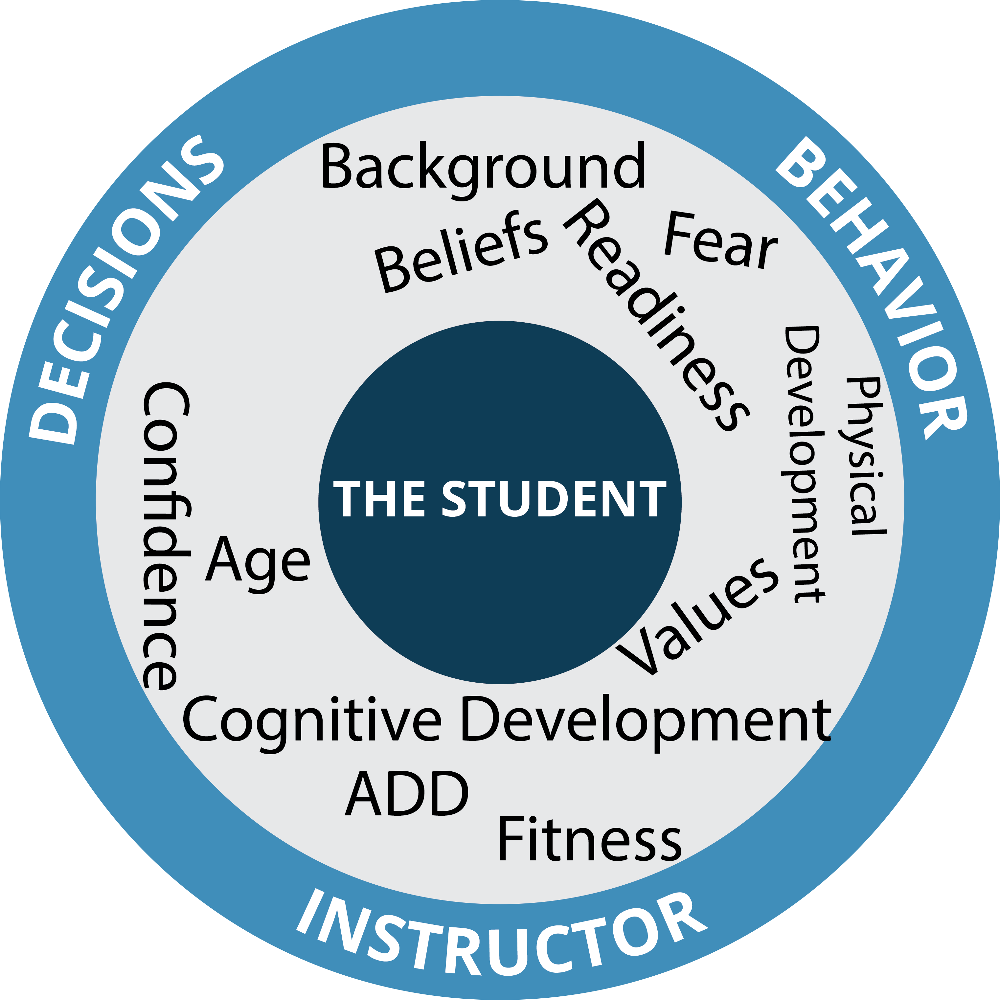 DECISIONS
BEHAVIOR
Background
Beliefs
Readiness
Fear
Physical
Development
Confidence
THE STUDENT
Age
Values
Cognitive Development
ADD
Fitness
INSTRUCTOR